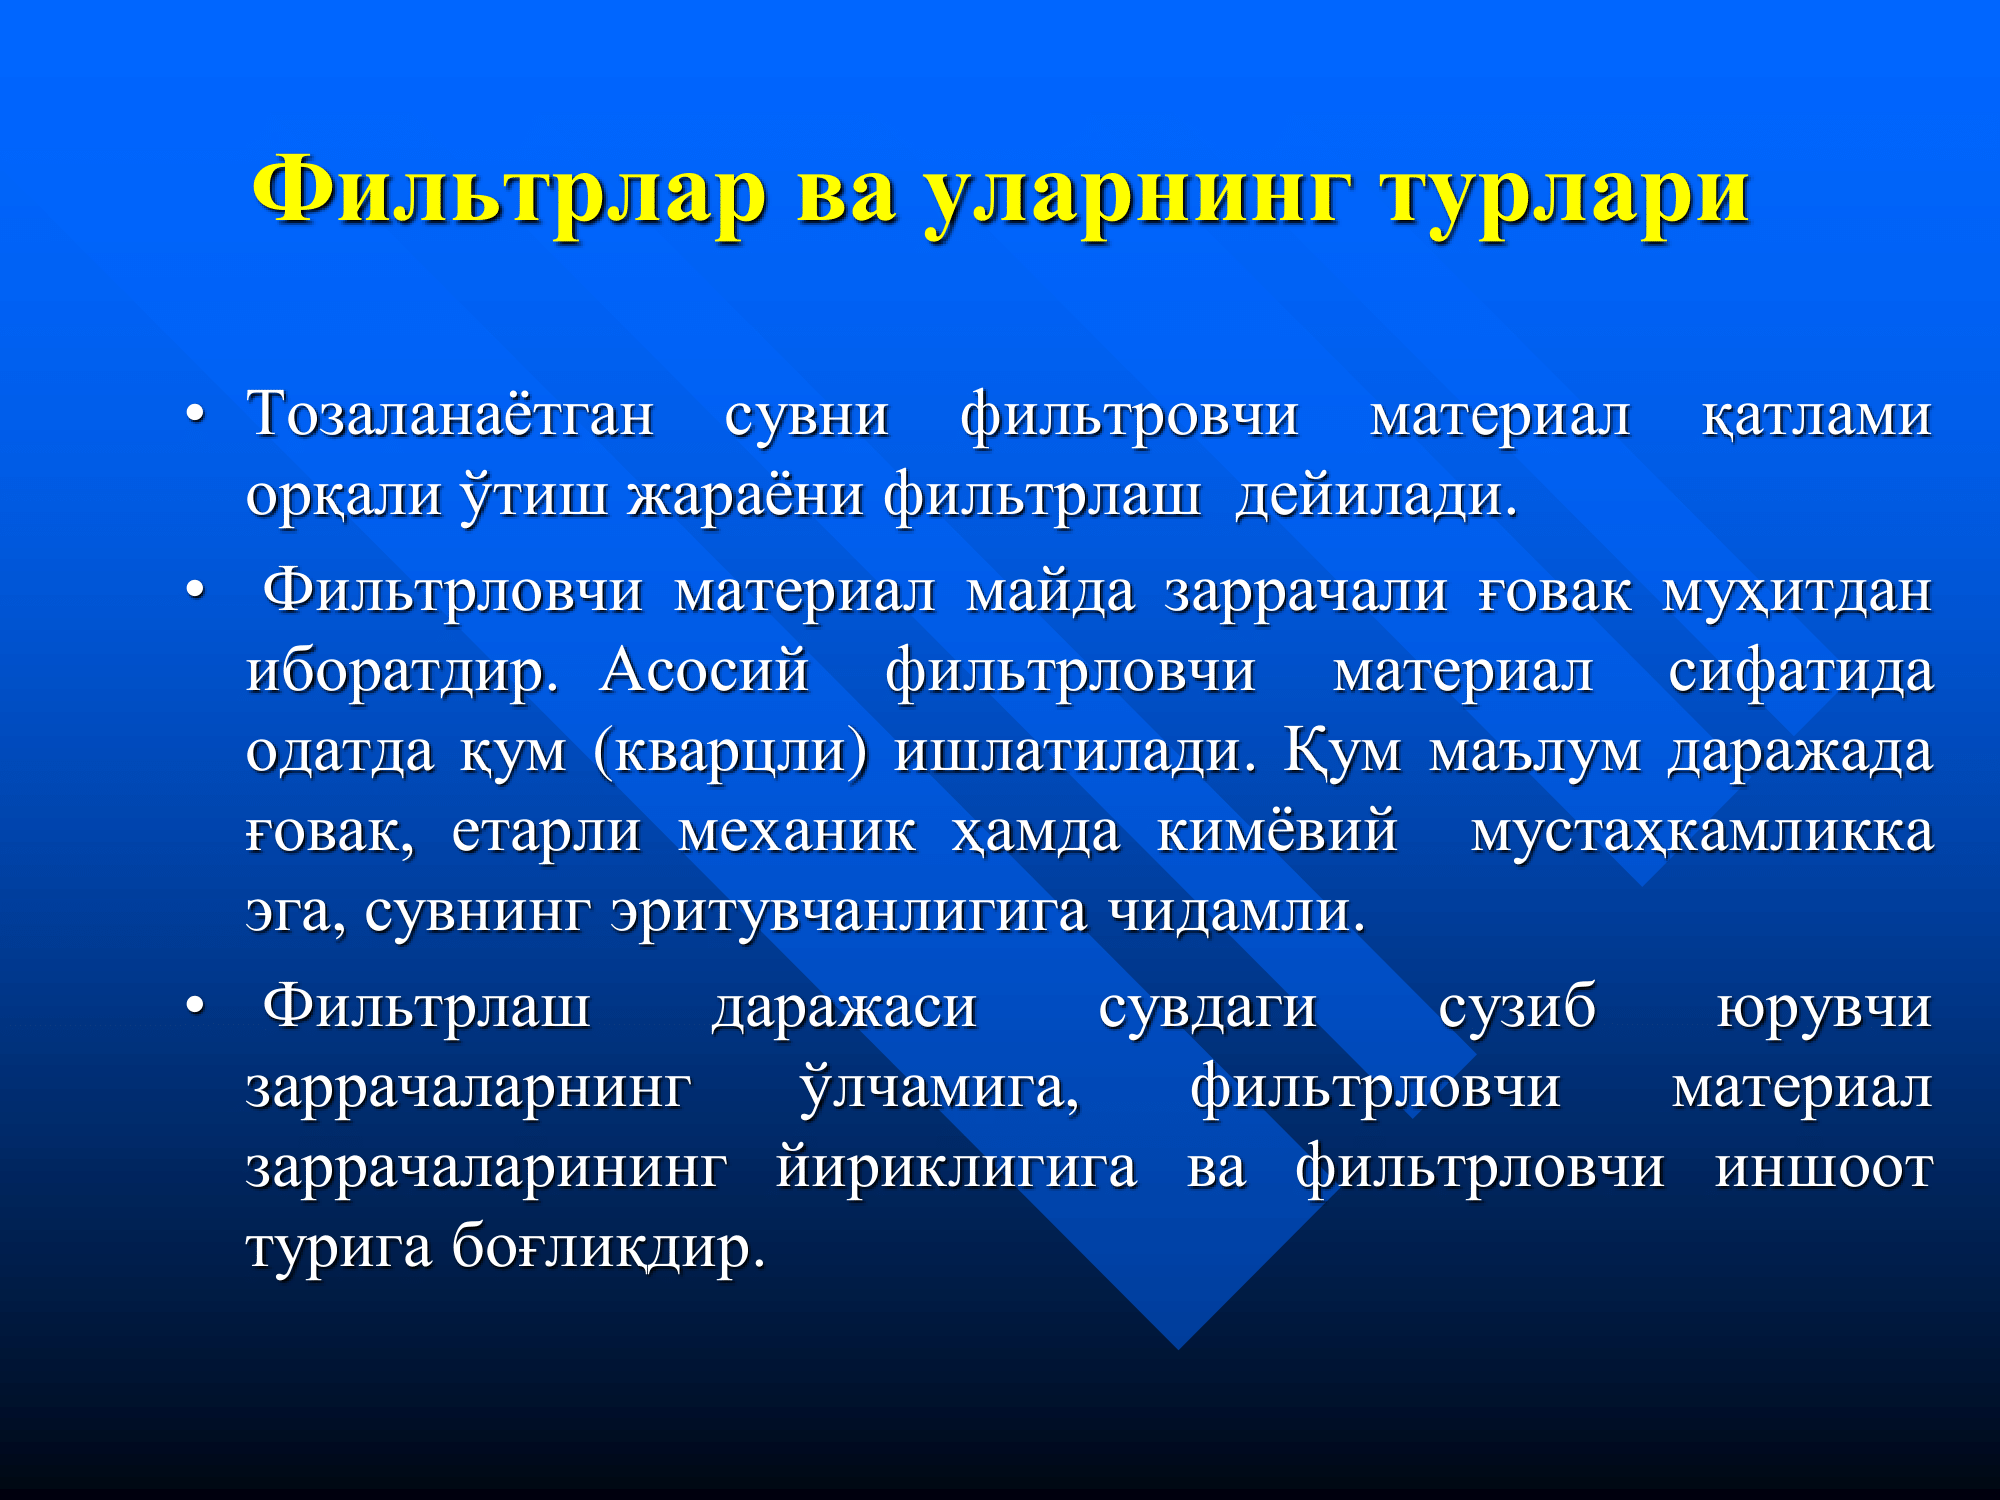 Фильтрлар ва уларнинг турлари
• Тозаланаётган сувни фильтровчи материал қатлами
орқали ўтиш жараёни фильтрлаш дейилади.
• Фильтрловчи материал майда заррачали ғовак муҳитдан
иборатдир. Асосий фильтрловчи материал сифатида
одатда қум (кварцли) ишлатилади. Қум маълум даражада
ғовак, етарли механик ҳамда кимёвий мустаҳкамликка
эга, сувнинг эритувчанлигига чидамли.
• Фильтрлаш даражаси сувдаги сузиб юрувчи
заррачаларнинг ўлчамига, фильтрловчи материал
заррачаларининг йириклигига ва фильтрловчи иншоот
турига боғлиқдир.